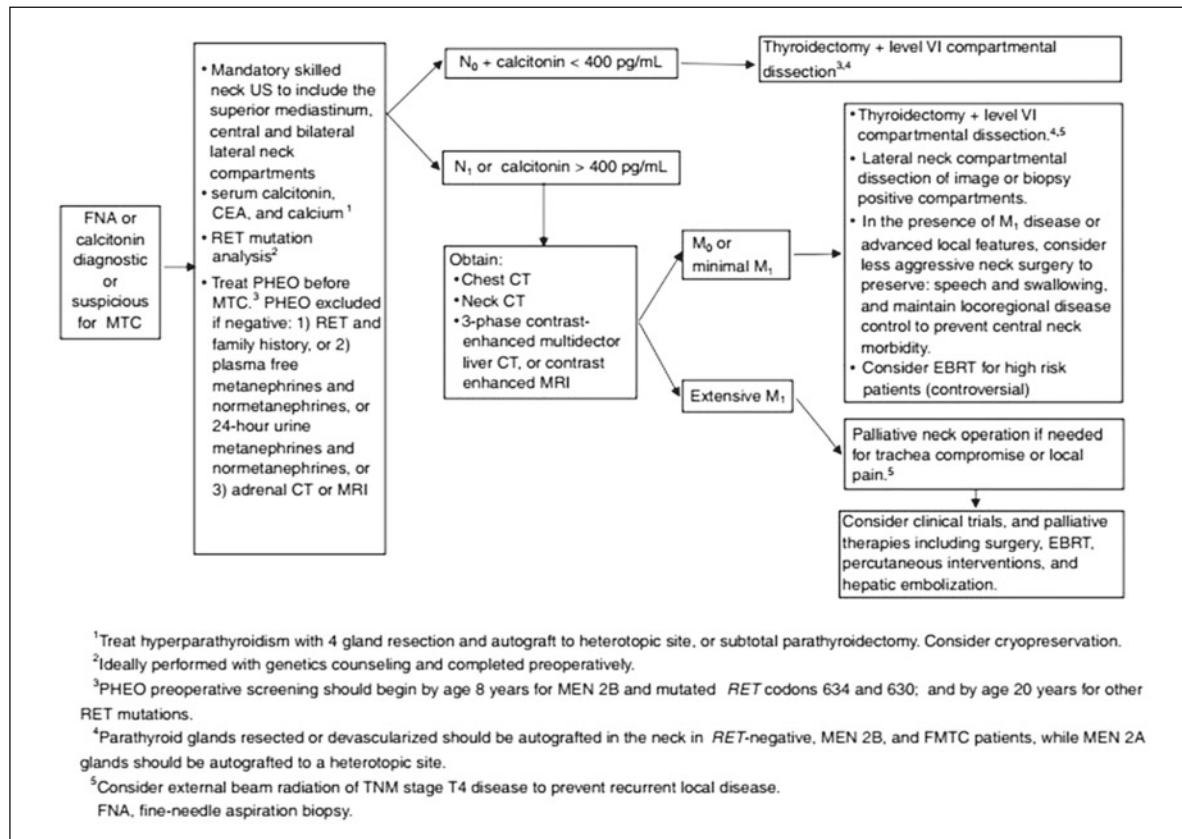 FNA or
calcitonin
diagnostic
or
suspicious
for MTC
• Mandatory skilled
neck US to include the
superior mediastinum,
central and bilateral
lateral neck
compartments
• serum calcitonin,
CEA, and calcium1
• RET mutation
analysis2
• Treat PHEO before
MTC.3 PHEO excluded
if negative: 1) RET and
family history, or 2)
plasma free
metanephrines and
normetanephrines, or
24-hour urine
metanephrines and
normetanephrines, or
3) adrenal CT or MRI
N0 + calcitonin < 400 pg/mL
Thyroidectomy + level VI compartmental
dissection3,4
N1 or calcitonin > 400 pg/mL
Obtain:
• Chest CT
• Neck CT
• 3-phase contrast-
enhanced multidector
liver CT, or contrast
enhanced MRI
M0 or
minimal M1
• Thyroidectomy + level VI
compartmental dissection.4,5
• Lateral neck compartmental
dissection of image or biopsy
positive compartments.
• In the presence of M1 disease or
advanced local features, consider
less aggressive neck surgery to
preserve: speech and swallowing,
and maintain locoregional disease
control to prevent central neck
morbidity.
• Consider EBRT for high risk
patients (controversial)
Extensive M1
Palliative neck operation if needed
for trachea compromise or local
pain.5
Consider clinical trials, and palliative
therapies including surgery, EBRT,
percutaneous interventions, and
hepatic embolization.
1Treat hyperparathyroidism with 4 gland resection and autograft to heterotopic site, or subtotal parathyroidectomy. Consider cryopreservation.
2Ideally performed with genetics counseling and completed preoperatively.
3PHEO preoperative screening should begin by age 8 years for MEN 2B and mutated RET codons 634 and 630; and by age 20 years for other
RET mutations.
4Parathyroid glands resected or devascularized should be autografted in the neck in RET-negative, MEN 2B, and FMTC patients, while MEN 2A
glands should be autografted to a heterotopic site.
5Consider external beam radiation of TNM stage T4 disease to prevent recurrent local disease.
FNA, fine-needle aspiration biopsy.